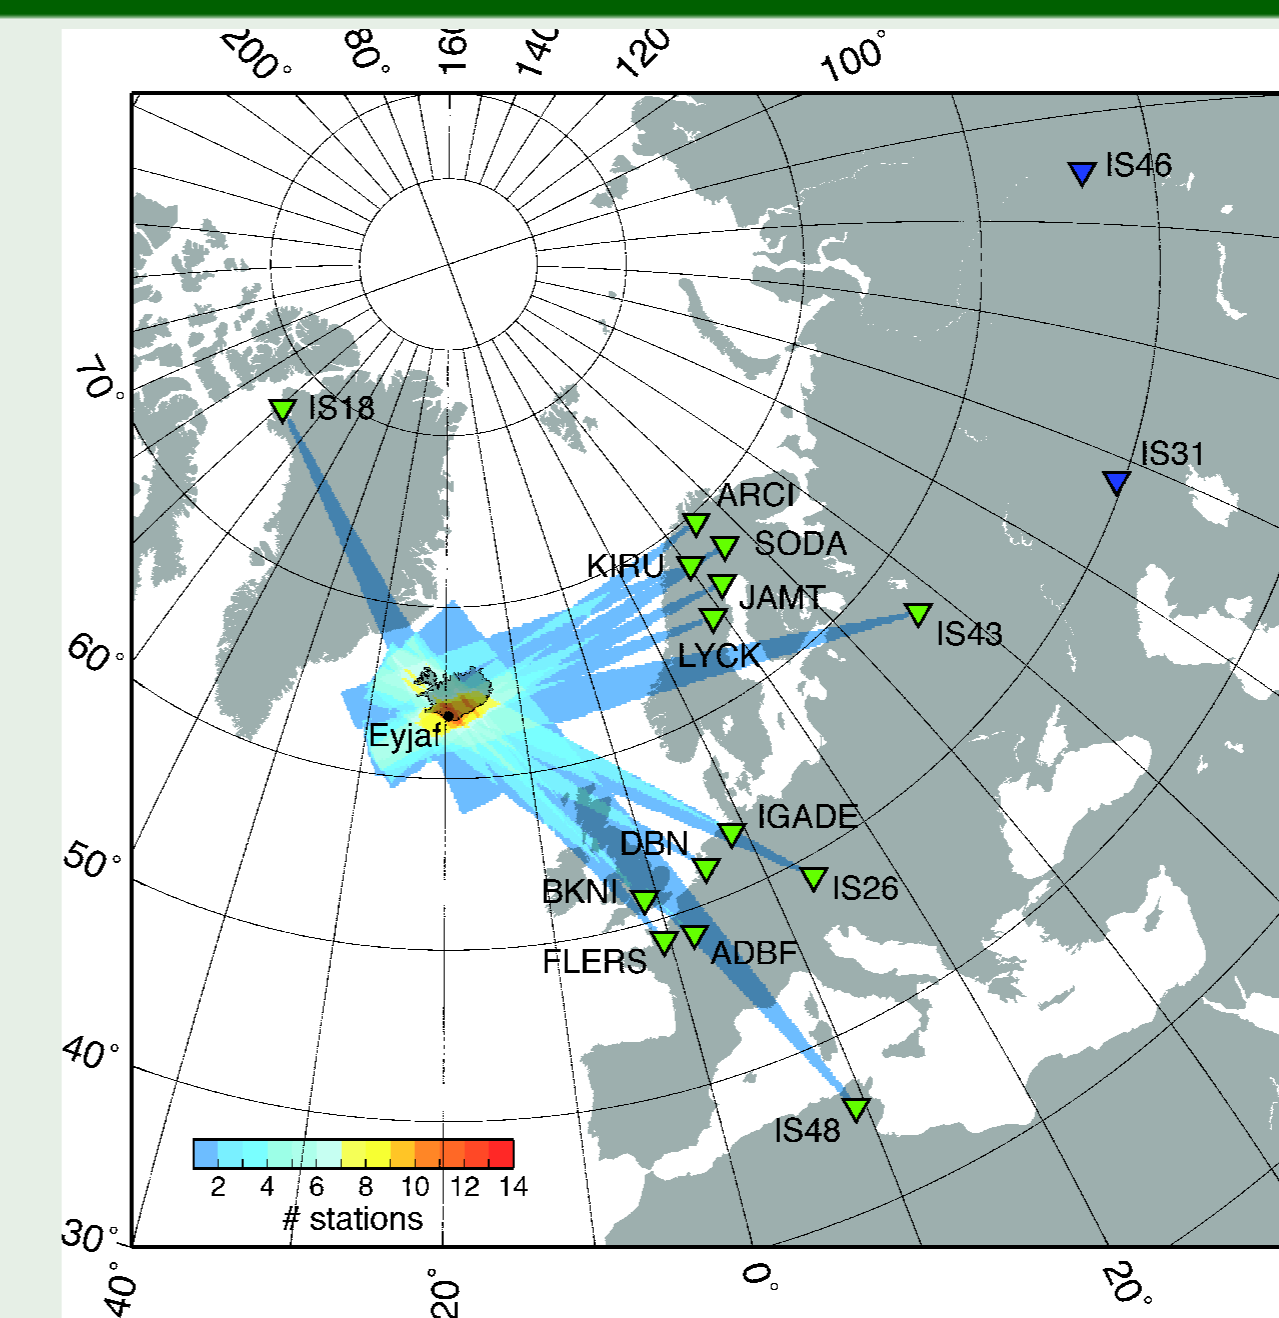 200°
80°
120
100°
IS46
70°
IS18
IS31
ARCI
SODA
KIRU
JAMT
IS43
LYCK
60°
Eyjaf
IGADE
DBN
50°
IS26
BKNI
ADBF
FLERS
40°
IS48
2 4 6 8 10 12 14
# stations
30°
40° 20° 0° 20°